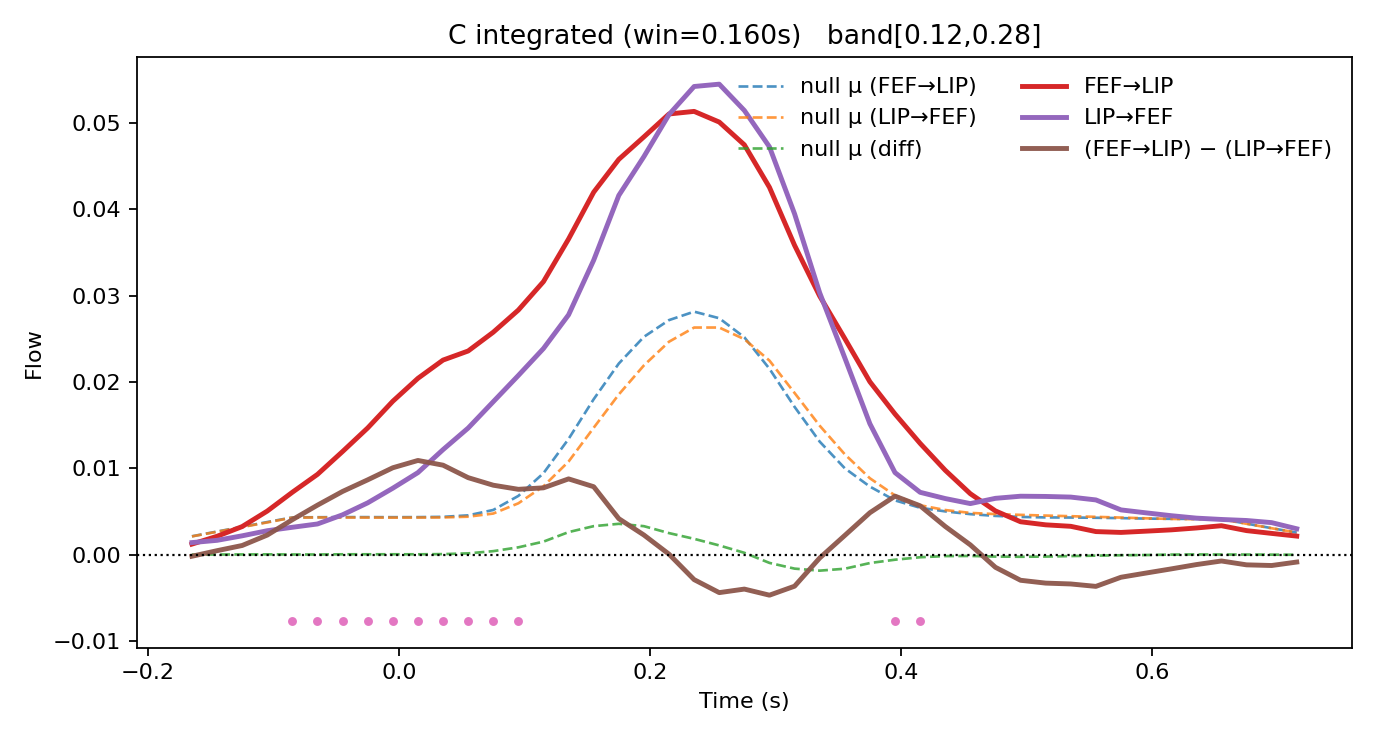 C integrated (win=0.160s)   band[0.12,0.28]
null μ (FEF→LIP)
null μ (LIP→FEF)
null μ (diff)
FEF→LIP
LIP→FEF
(FEF→LIP) − (LIP→FEF)
Flow
0.05
0.04
0.03
0.02
0.01
0.00
−0.01
−0.2
0.0
0.2
0.4
0.6
Time (s)